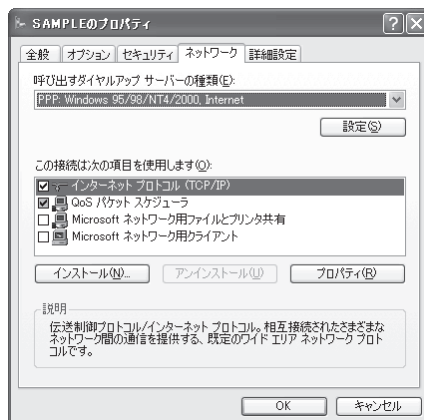 SAMPLEのプロパティ
全般 オプション セキュリティ ネットワーク 詳細設定
呼び出すダイヤルアップ サーバーの種類(E):
PPP: Windows 95/98/NT4/2000, Internet
設定(S)
この接続は次の項目を使用します(O):
インターネット プロトコル (TCP/IP)
QoS パケット スケジューラ
Microsoft ネットワーク用ファイルとプリンタ共有
Microsoft ネットワーク用クライアント
インストール(N)... アンインストール(U) プロパティ(R)
説明
伝送制御プロトコル/インターネット プロトコル。相互接続されたさまざまな
ネットワーク間の通信を提供する、既定のワイド エリア ネットワーク プロト
コルです。
OK キャンセル